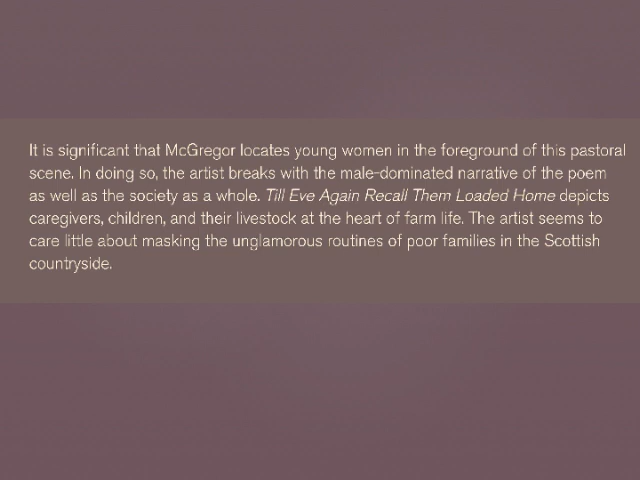 It is significant that McGregor locates young women in the foreground of this pastoral
scene. In doing so, the artist breaks with the male-dominated narrative of the poem
as well as the society as a whole. Till Eve Again Recall Them Loaded Home depicts
caregivers, children, and their livestock at the heart of farm life. The artist seems to
care little about masking the unglamorous routines of poor families in the Scottish
countryside.